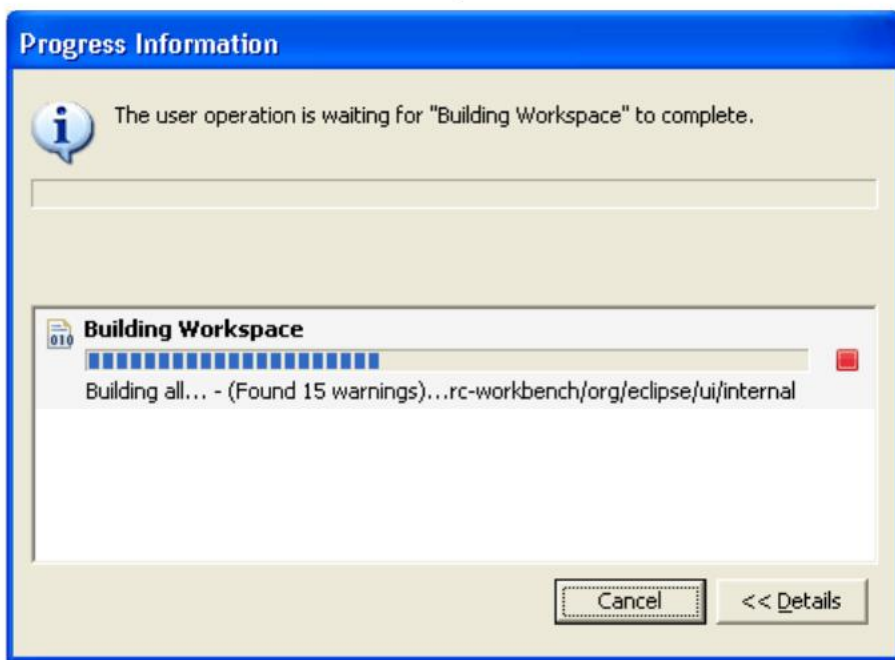 Progress Information
The user operation is waiting for "Building Workspace" to complete.
010
Building Workspace
Building all... - (Found 15 warnings)...rc-workbench/org/eclipse/ui/internal
Cancel
<< Details